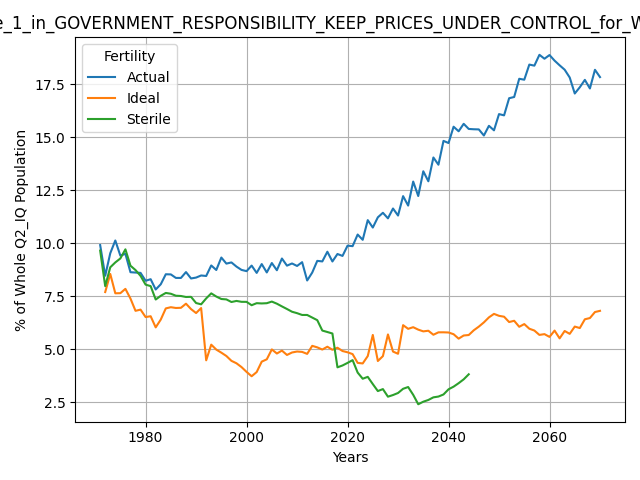 e_1_in_GOVERNMENT_RESPONSIBILITY_KEEP_PRICES_UNDER_CONTROL_for_W
Fertility
Actual
Ideal
Sterile
% of Whole Q2_IQ Population
17.5
15.0
12.5
10.0
7.5
5.0
2.5
1980
2000
2020
2040
2060
Years